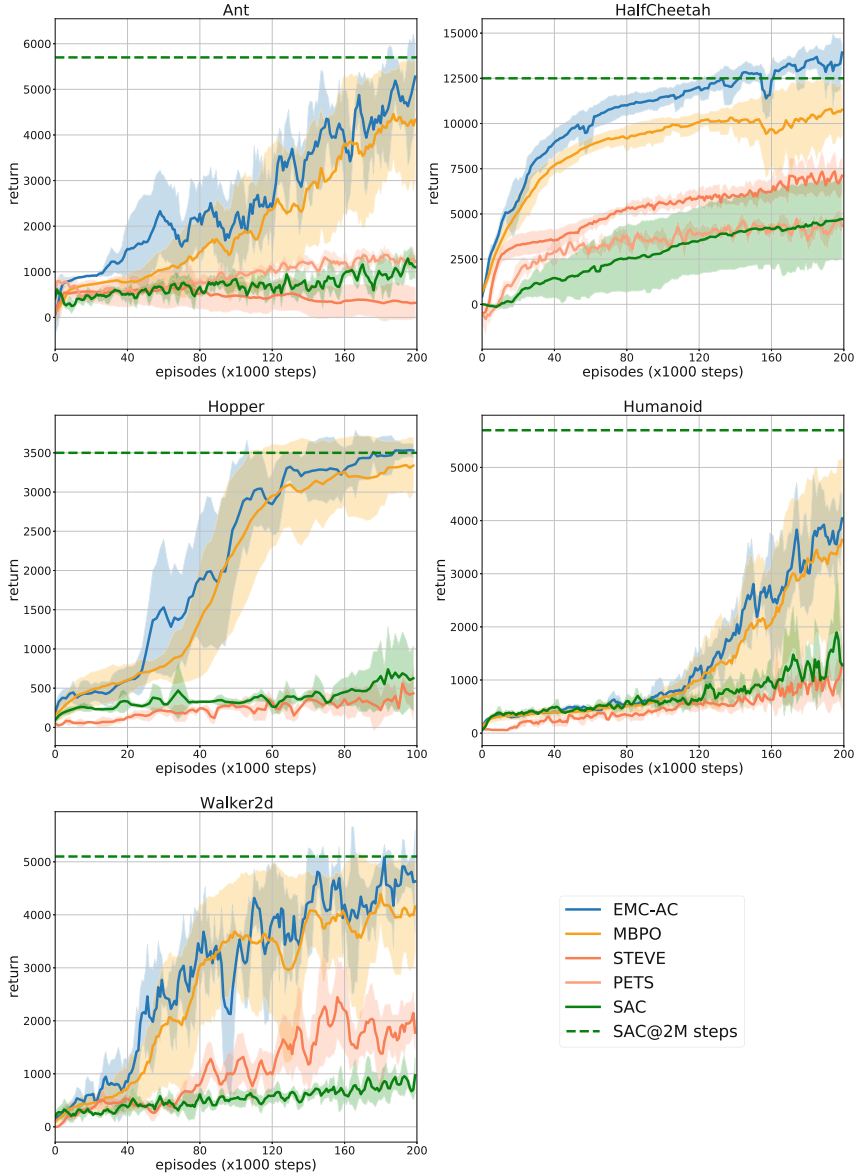 Ant
6000
5000
4000
3000
2000
1000
0
return
0 40 80 120 160 200
episodes (x1000 steps)
HalfCheetah
15000
12500
10000
7500
5000
2500
0
return
0 40 80 120 160 200
episodes (x1000 steps)
Hopper
3500
3000
2500
2000
1500
1000
500
0
return
0 20 40 60 80 100
episodes (x1000 steps)
Humanoid
5000
4000
3000
2000
1000
0
return
0 40 80 120 160 200
episodes (x1000 steps)
Walker2d
5000
4000
3000
2000
1000
0
return
0 40 80 120 160 200
episodes (x1000 steps)
EMC-AC
MBPO
STEVE
PETS
SAC
SAC@2M steps